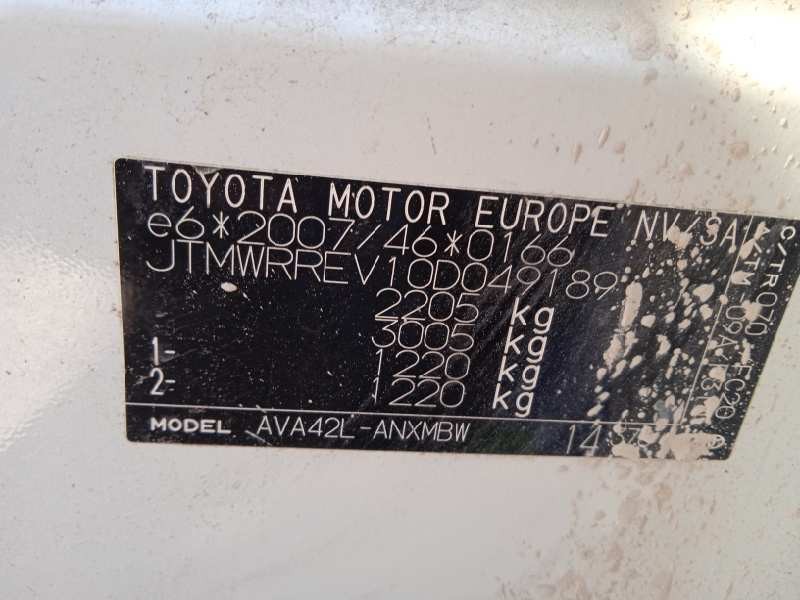 TOYOTA MOTOR EUROPE NV/SA
e6*2007/46*0166
JTMWRREV10D049189
2205 kg
3005 kg
1- 1220 kg
2- 1220 kg
MODEL AVA42L-ANXMBW
C/TR